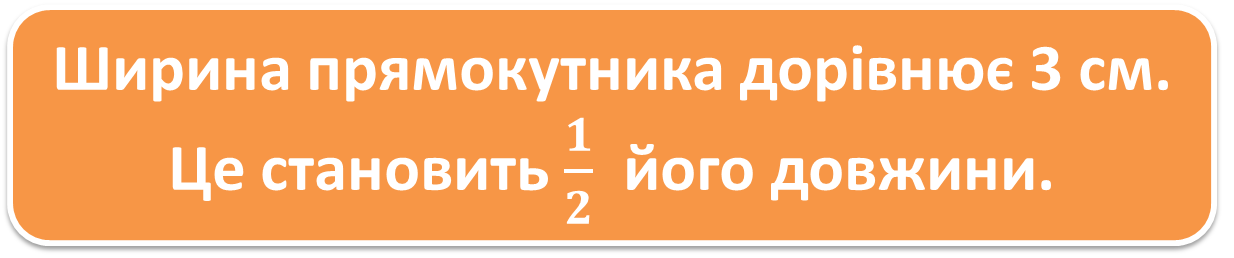 Ширина прямокутника дорівнює 3 см.
Це становить 1/2 його довжини.